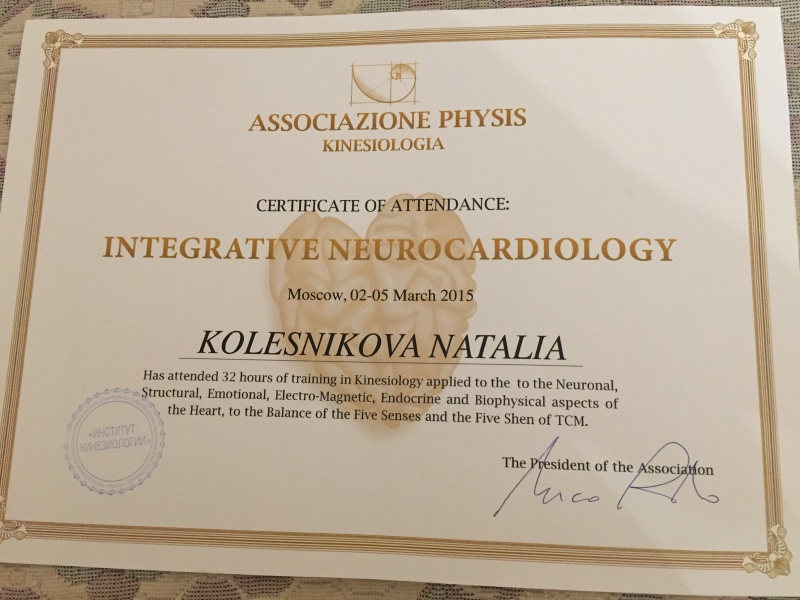 ASSOCIAZIONE PHYSIS
KINESIOLOGIA
CERTIFICATE OF ATTENDANCE:
INTEGRATIVE NEUROCARDIOLOGY
Moscow, 02-05 March 2015
KOLESNIKOVA NATALIA
Has attended 32 hours of training in Kinesiology applied to the to the Neuronal,
Structural, Emotional, Electro-Magnetic, Endocrine and Biophysical aspects of
the Heart, to the Balance of the Five Senses and the Five Shen of TCM.
«ИНСТИТУТ
КИНЕЗИОЛОГИИ»
The President of the Association